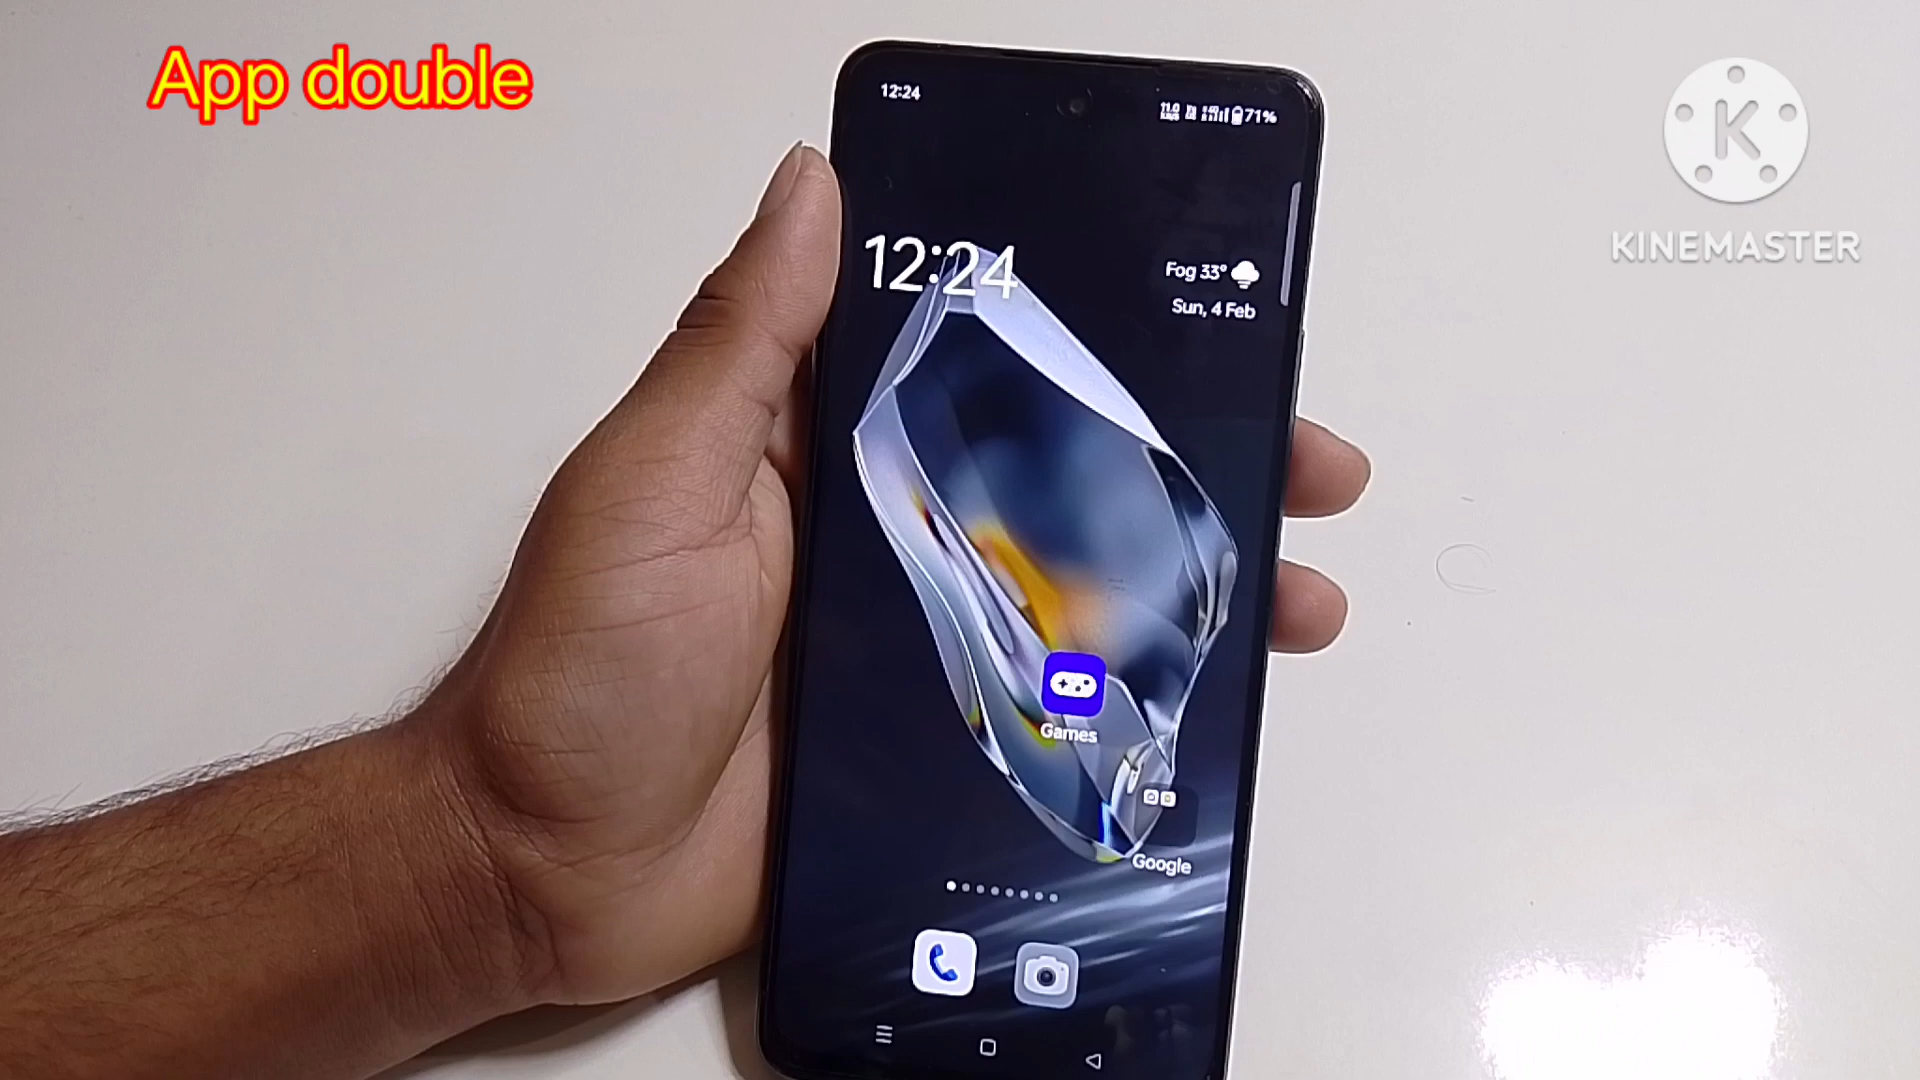 App double
K
KINEMASTER
12:24
71%
12:24
Fog 33°
Sun, 4 Feb
Games
Google